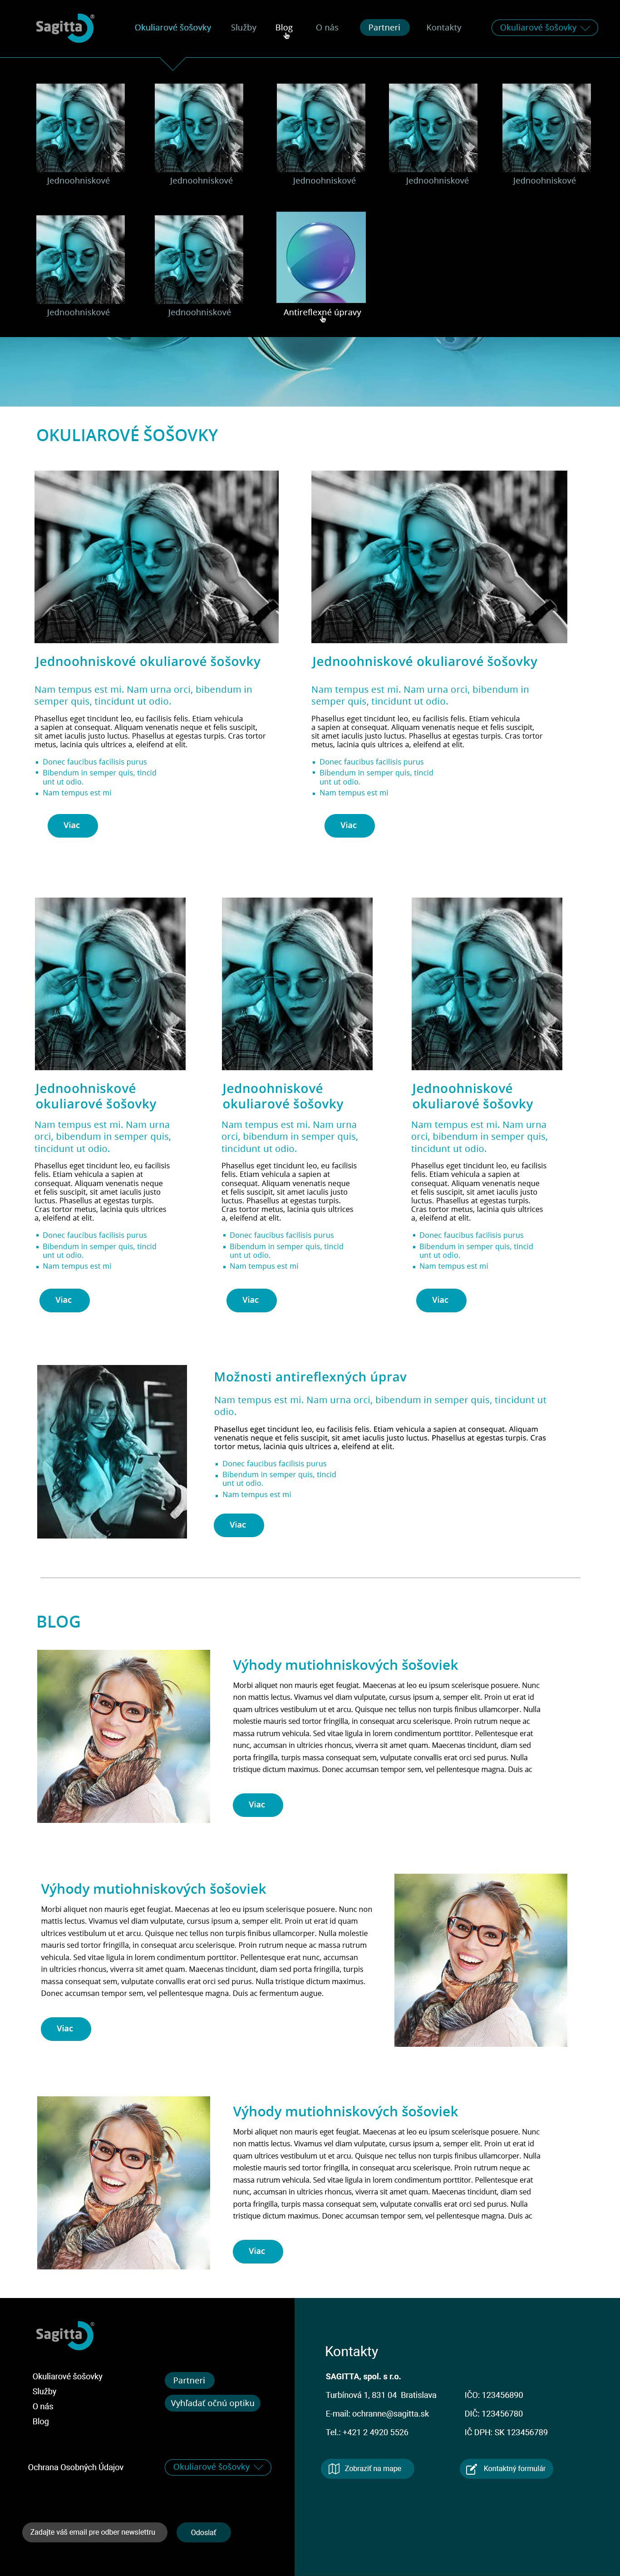 Sagitta®
Okuliarové šošovky Služby Blog O nás Partneri Kontakty Okuliarové šošovky
Jednoohniskové Jednoohniskové Jednoohniskové Jednoohniskové Jednoohniskové
Jednoohniskové Jednoohniskové Antireflexné úpravy
OKULIAROVÉ ŠOŠOVKY
Jednoohniskové okuliarové šošovky
Nam tempus est mi. Nam urna orci, bibendum in
semper quis, tincidunt ut odio.
Phasellus eget tincidunt leo, eu facilisis felis. Etiam vehicula
a sapien at consequat. Aliquam venenatis neque et felis suscipit,
sit amet iaculis justo luctus. Phasellus at egestas turpis. Cras tortor
metus, lacinia quis ultrices a, eleifend at elit.
• Donec faucibus facilisis purus
• Bibendum in semper quis, tincid
unt ut odio.
• Nam tempus est mi
Viac
Jednoohniskové okuliarové šošovky
Nam tempus est mi. Nam urna orci, bibendum in
semper quis, tincidunt ut odio.
Phasellus eget tincidunt leo, eu facilisis felis. Etiam vehicula
a sapien at consequat. Aliquam venenatis neque et felis suscipit,
sit amet iaculis justo luctus. Phasellus at egestas turpis. Cras tortor
metus, lacinia quis ultrices a, eleifend at elit.
• Donec faucibus facilisis purus
• Bibendum in semper quis, tincid
unt ut odio.
• Nam tempus est mi
Viac
Jednoohniskové
okuliarové šošovky
Nam tempus est mi. Nam urna
orci, bibendum in semper quis,
tincidunt ut odio.
Phasellus eget tincidunt leo, eu facilisis
felis. Etiam vehicula a sapien at
consequat. Aliquam venenatis neque
et felis suscipit, sit amet iaculis justo
luctus. Phasellus at egestas turpis.
Cras tortor metus, lacinia quis ultrices
a, eleifend at elit.
• Donec faucibus facilisis purus
• Bibendum in semper quis, tincid
unt ut odio.
• Nam tempus est mi
Viac
Jednoohniskové
okuliarové šošovky
Nam tempus est mi. Nam urna
orci, bibendum in semper quis,
tincidunt ut odio.
Phasellus eget tincidunt leo, eu facilisis
felis. Etiam vehicula a sapien at
consequat. Aliquam venenatis neque
et felis suscipit, sit amet iaculis justo
luctus. Phasellus at egestas turpis.
Cras tortor metus, lacinia quis ultrices
a, eleifend at elit.
• Donec faucibus facilisis purus
• Bibendum in semper quis, tincid
unt ut odio.
• Nam tempus est mi
Viac
Jednoohniskové
okuliarové šošovky
Nam tempus est mi. Nam urna
orci, bibendum in semper quis,
tincidunt ut odio.
Phasellus eget tincidunt leo, eu facilisis
felis. Etiam vehicula a sapien at
consequat. Aliquam venenatis neque
et felis suscipit, sit amet iaculis justo
luctus. Phasellus at egestas turpis.
Cras tortor metus, lacinia quis ultrices
a, eleifend at elit.
• Donec faucibus facilisis purus
• Bibendum in semper quis, tincid
unt ut odio.
• Nam tempus est mi
Viac
Možnosti antireflexných úprav
Nam tempus est mi. Nam urna orci, bibendum in semper quis, tincidunt ut
odio.
Phasellus eget tincidunt leo, eu facilisis felis. Etiam vehicula a sapien at consequat. Aliquam
venenatis neque et felis suscipit, sit amet iaculis justo luctus. Phasellus at egestas turpis. Cras
tortor metus, lacinia quis ultrices a, eleifend at elit.
• Donec faucibus facilisis purus
• Bibendum in semper quis, tincid
unt ut odio.
• Nam tempus est mi
Viac
BLOG
Výhody mutiohniskových šošoviek
Morbi aliquet non mauris eget feugiat. Maecenas at leo eu ipsum scelerisque posuere. Nunc
non mattis lectus. Vivamus vel diam vulputate, cursus ipsum a, semper elit. Proin ut erat id
quam ultrices vestibulum ut et arcu. Quisque nec tellus non turpis finibus ullamcorper. Nulla
molestie mauris sed tortor fringilla, in consequat arcu scelerisque. Proin rutrum neque ac
massa rutrum vehicula. Sed vitae ligula in lorem condimentum porttitor. Pellentesque erat
nunc, accumsan in ultricies rhoncus, viverra sit amet quam. Maecenas tincidunt, diam sed
porta fringilla, turpis massa consequat sem, vulputate convallis erat orci sed purus. Nulla
tristique dictum maximus. Donec accumsan tempor sem, vel pellentesque magna. Duis ac
Viac
Výhody mutiohniskových šošoviek
Morbi aliquet non mauris eget feugiat. Maecenas at leo eu ipsum scelerisque posuere. Nunc non
mattis lectus. Vivamus vel diam vulputate, cursus ipsum a, semper elit. Proin ut erat id quam
ultrices vestibulum ut et arcu. Quisque nec tellus non turpis finibus ullamcorper. Nulla molestie
mauris sed tortor fringilla, in consequat arcu scelerisque. Proin rutrum neque ac massa rutrum
vehicula. Sed vitae ligula in lorem condimentum porttitor. Pellentesque erat nunc, accumsan
in ultricies rhoncus, viverra sit amet quam. Maecenas tincidunt, diam sed porta fringilla, turpis
massa consequat sem, vulputate convallis erat orci sed purus. Nulla tristique dictum maximus.
Donec accumsan tempor sem, vel pellentesque magna. Duis ac fermentum augue.
Viac
Výhody mutiohniskových šošoviek
Morbi aliquet non mauris eget feugiat. Maecenas at leo eu ipsum scelerisque posuere. Nunc
non mattis lectus. Vivamus vel diam vulputate, cursus ipsum a, semper elit. Proin ut erat id
quam ultrices vestibulum ut et arcu. Quisque nec tellus non turpis finibus ullamcorper. Nulla
molestie mauris sed tortor fringilla, in consequat arcu scelerisque. Proin rutrum neque ac
massa rutrum vehicula. Sed vitae ligula in lorem condimentum porttitor. Pellentesque erat
nunc, accumsan in ultricies rhoncus, viverra sit amet quam. Maecenas tincidunt, diam sed
porta fringilla, turpis massa consequat sem, vulputate convallis erat orci sed purus. Nulla
tristique dictum maximus. Donec accumsan tempor sem, vel pellentesque magna. Duis ac
Viac
Sagitta®
Okuliarové šošovky
Služby
O nás
Blog
Partneri
Vyhľadať očnú optiku
Ochrana Osobných Údajov
Okuliarové šošovky
Zadajte váš email pre odber newslettru
Odoslať
Kontakty
SAGITTA, spol. s r.o.
Turbínová 1, 831 04 Bratislava IČO: 123456890
E-mail: ochranne@sagitta.sk DIČ: 123456780
Tel.: +421 2 4920 5526 IČ DPH: SK 123456789
Zobraziť na mape Kontaktný formulár